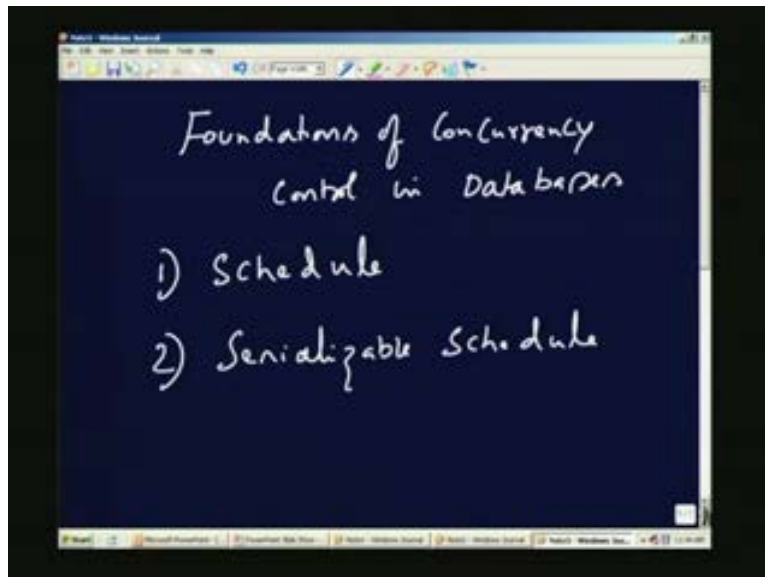 Foundations of Concurrency
Control in Databases
1) Schedule
2) Serializable Schedule